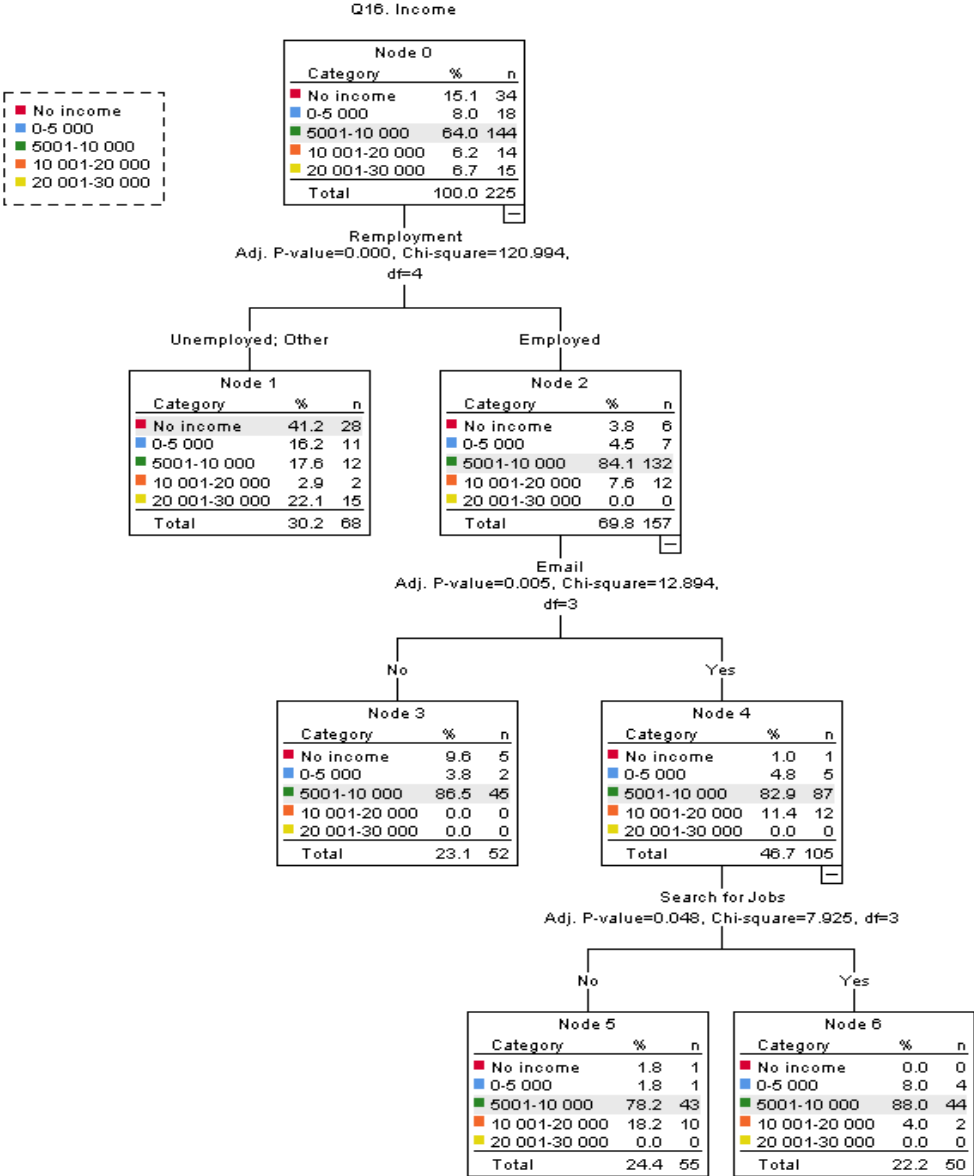 Q16. Income
No income
0-5 000
5001-10 000
10 001-20 000
20 001-30 000
Node 0
Category % n
No income 15.1 34
0-5 000 8.0 18
5001-10 000 64.0 144
10 001-20 000 6.2 14
20 001-30 000 6.7 15
Total 100.0 225
Remployment
Adj. P-value=0.000, Chi-square=120.994,
df=4
Unemployed; Other
Employed
Node 1
Category % n
No income 41.2 28
0-5 000 16.2 11
5001-10 000 17.6 12
10 001-20 000 2.9 2
20 001-30 000 22.1 15
Total 30.2 68
Node 2
Category % n
No income 3.8 6
0-5 000 4.5 7
5001-10 000 84.1 132
10 001-20 000 7.6 12
20 001-30 000 0.0 0
Total 69.8 157
Email
Adj. P-value=0.005, Chi-square=12.894,
df=3
No
Yes
Node 3
Category % n
No income 9.6 5
0-5 000 3.8 2
5001-10 000 86.5 45
10 001-20 000 0.0 0
20 001-30 000 0.0 0
Total 23.1 52
Node 4
Category % n
No income 1.0 1
0-5 000 4.8 5
5001-10 000 82.9 87
10 001-20 000 11.4 12
20 001-30 000 0.0 0
Total 46.7 105
Search for Jobs
Adj. P-value=0.048, Chi-square=7.925, df=3
No
Yes
Node 5
Category % n
No income 1.8 1
0-5 000 1.8 1
5001-10 000 78.2 43
10 001-20 000 18.2 10
20 001-30 000 0.0 0
Total 24.4 55
Node 6
Category % n
No income 0.0 0
0-5 000 8.0 4
5001-10 000 88.0 44
10 001-20 000 4.0 2
20 001-30 000 0.0 0
Total 22.2 50